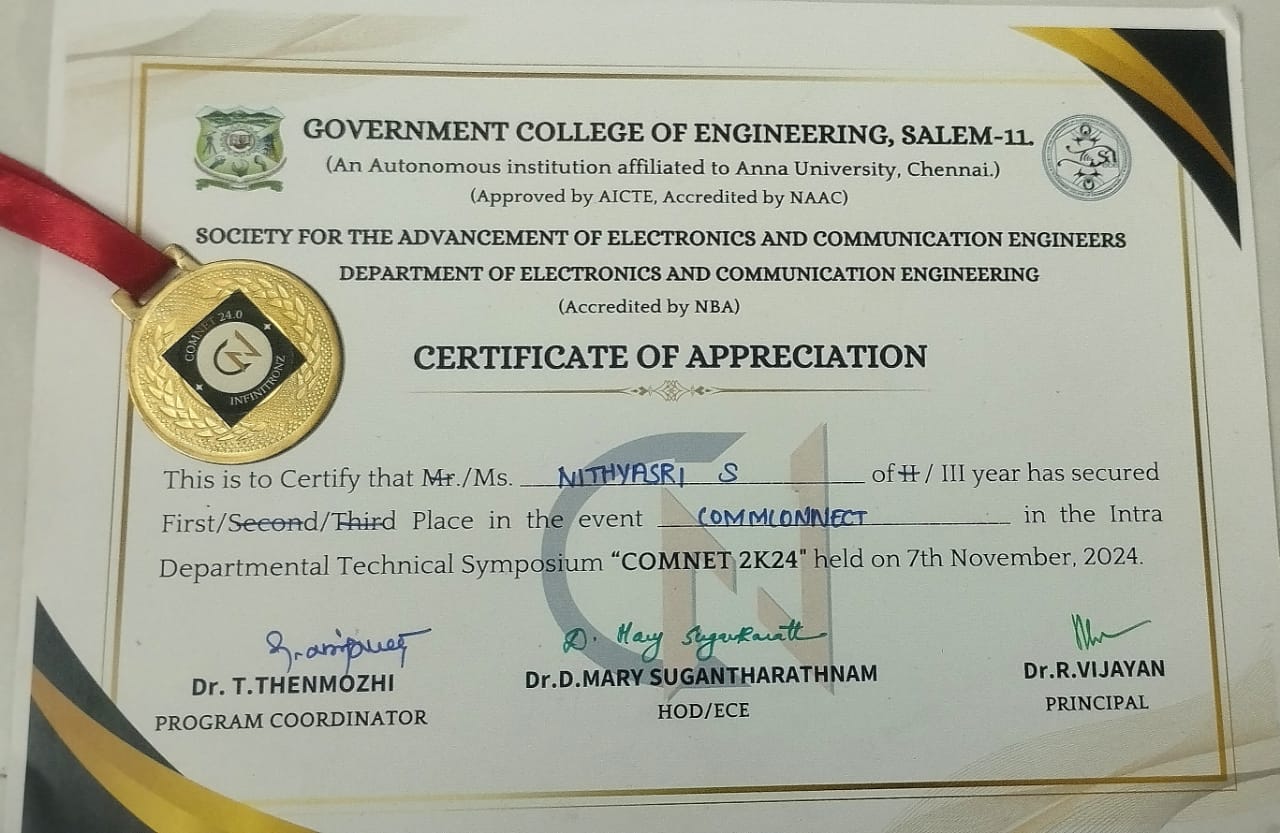 GOVERNMENT COLLEGE OF ENGINEERING, SALEM-11.
(An Autonomous institution affiliated to Anna University, Chennai.)
(Approved by AICTE, Accredited by NAAC)
SOCIETY FOR THE ADVANCEMENT OF ELECTRONICS AND COMMUNICATION ENGINEERS
DEPARTMENT OF ELECTRONICS AND COMMUNICATION ENGINEERING
(Accredited by NBA)
COMNET 24.0
CN
INFINITRONZ
CERTIFICATE OF APPRECIATION
This is to Certify that Mr./Ms. NITHYASRI S of II / III year has secured
First/Second/Third Place in the event COMMCONNECT in the Intra
Departmental Technical Symposium “COMNET 2K24" held on 7th November, 2024.
D. Mary Sugantharath
Dr. T.THENMOZHI
Dr.D.MARY SUGANTHARATHNAM
Dr.R.VIJAYAN
PROGRAM COORDINATOR
HOD/ECE
PRINCIPAL